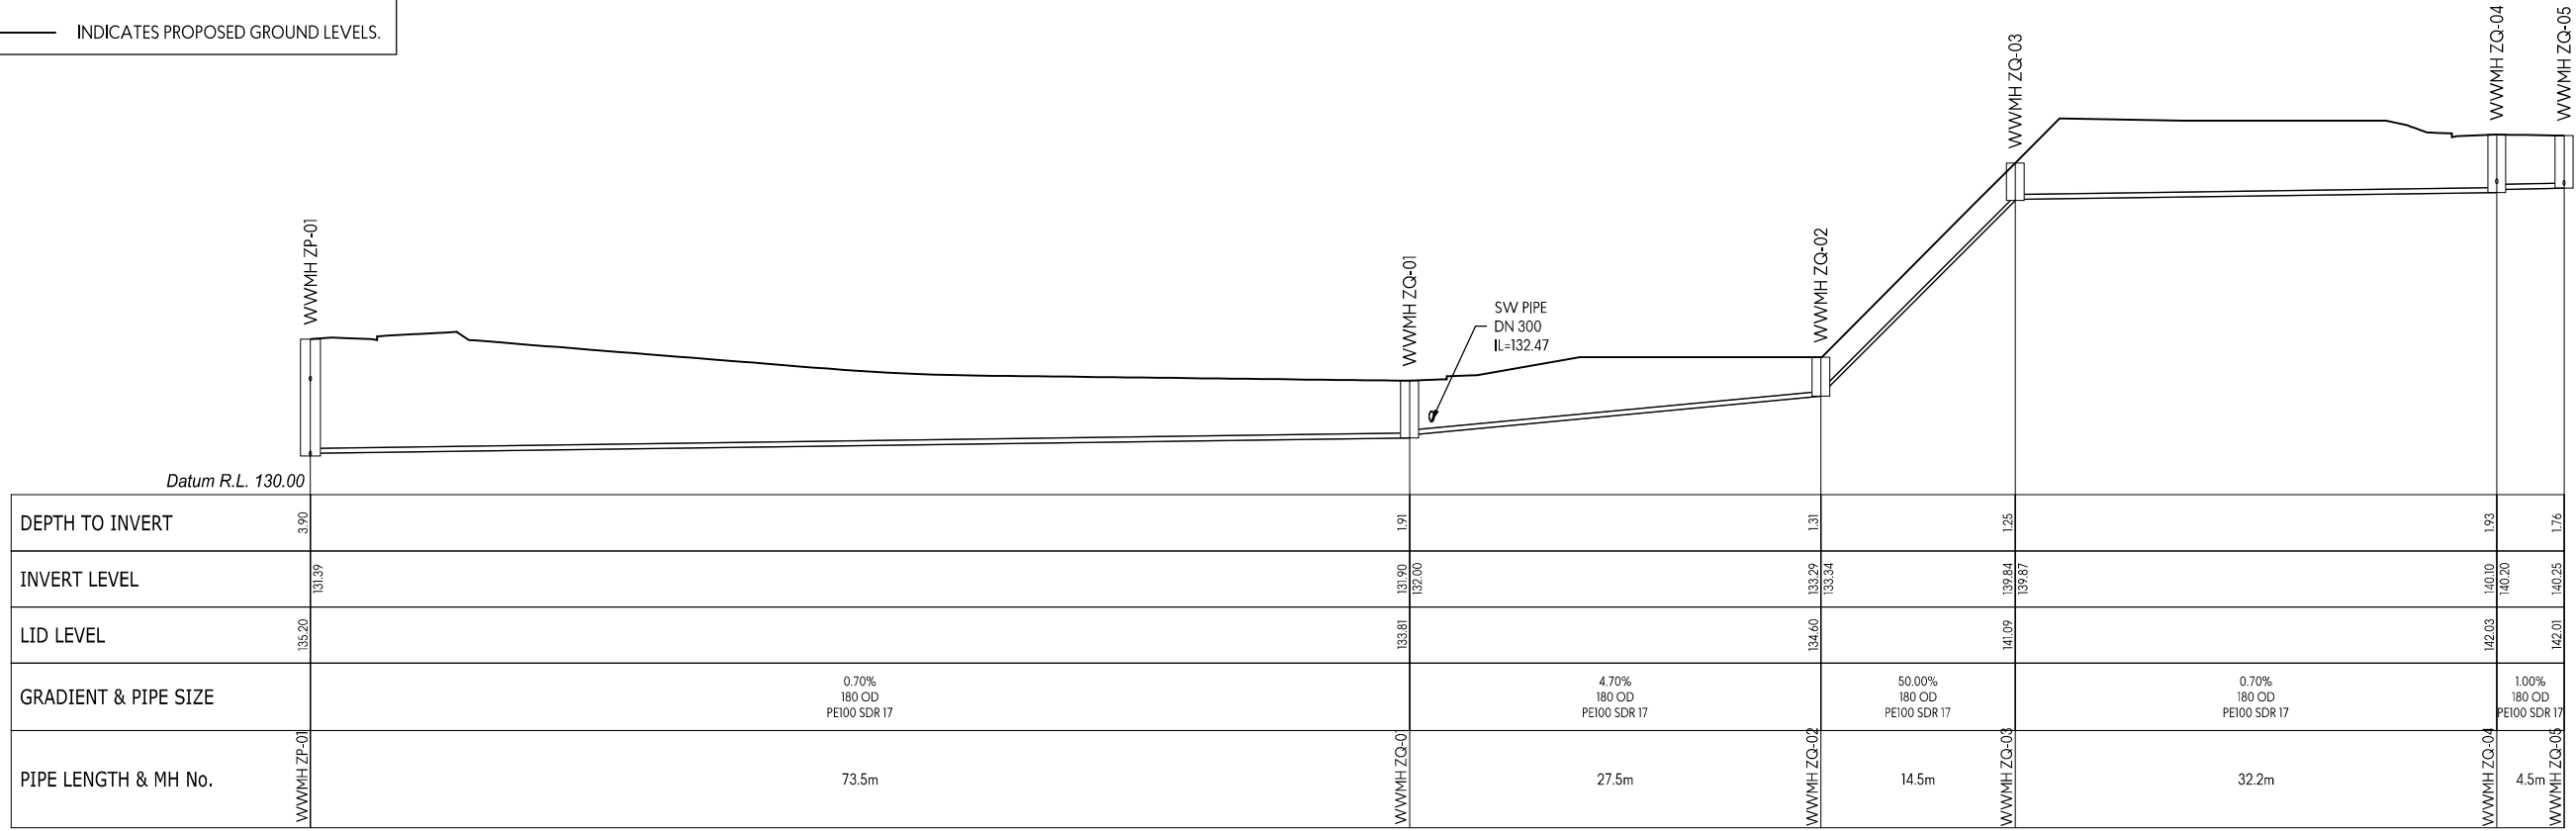 INDICATES PROPOSED GROUND LEVELS.
WWMH ZP-01
WWMH ZQ-01
WWMH ZQ-02
WWMH ZQ-03
WWMH ZQ-04
WWMH ZQ-05
SW PIPE
DN 300
IL=132.47
Datum R.L. 130.00
DEPTH TO INVERT 3.90 1.91 1.31 1.25 1.93 1.76
INVERT LEVEL 131.39 131.90 132.00 133.29 133.34 139.84 139.87 140.10 140.20 140.25
LID LEVEL 135.20 133.81 134.60 141.09 142.03 142.01
GRADIENT & PIPE SIZE
0.70%
180 OD
PE100 SDR 17
4.70%
180 OD
PE100 SDR 17
50.00%
180 OD
PE100 SDR 17
0.70%
180 OD
PE100 SDR 17
1.00%
180 OD
PE100 SDR 17
PIPE LENGTH & MH No. WWMH ZP-01 73.5m WWMH ZQ-01 27.5m WWMH ZQ-02 14.5m WWMH ZQ-03 32.2m WWMH ZQ-04 4.5m WWMH ZQ-05